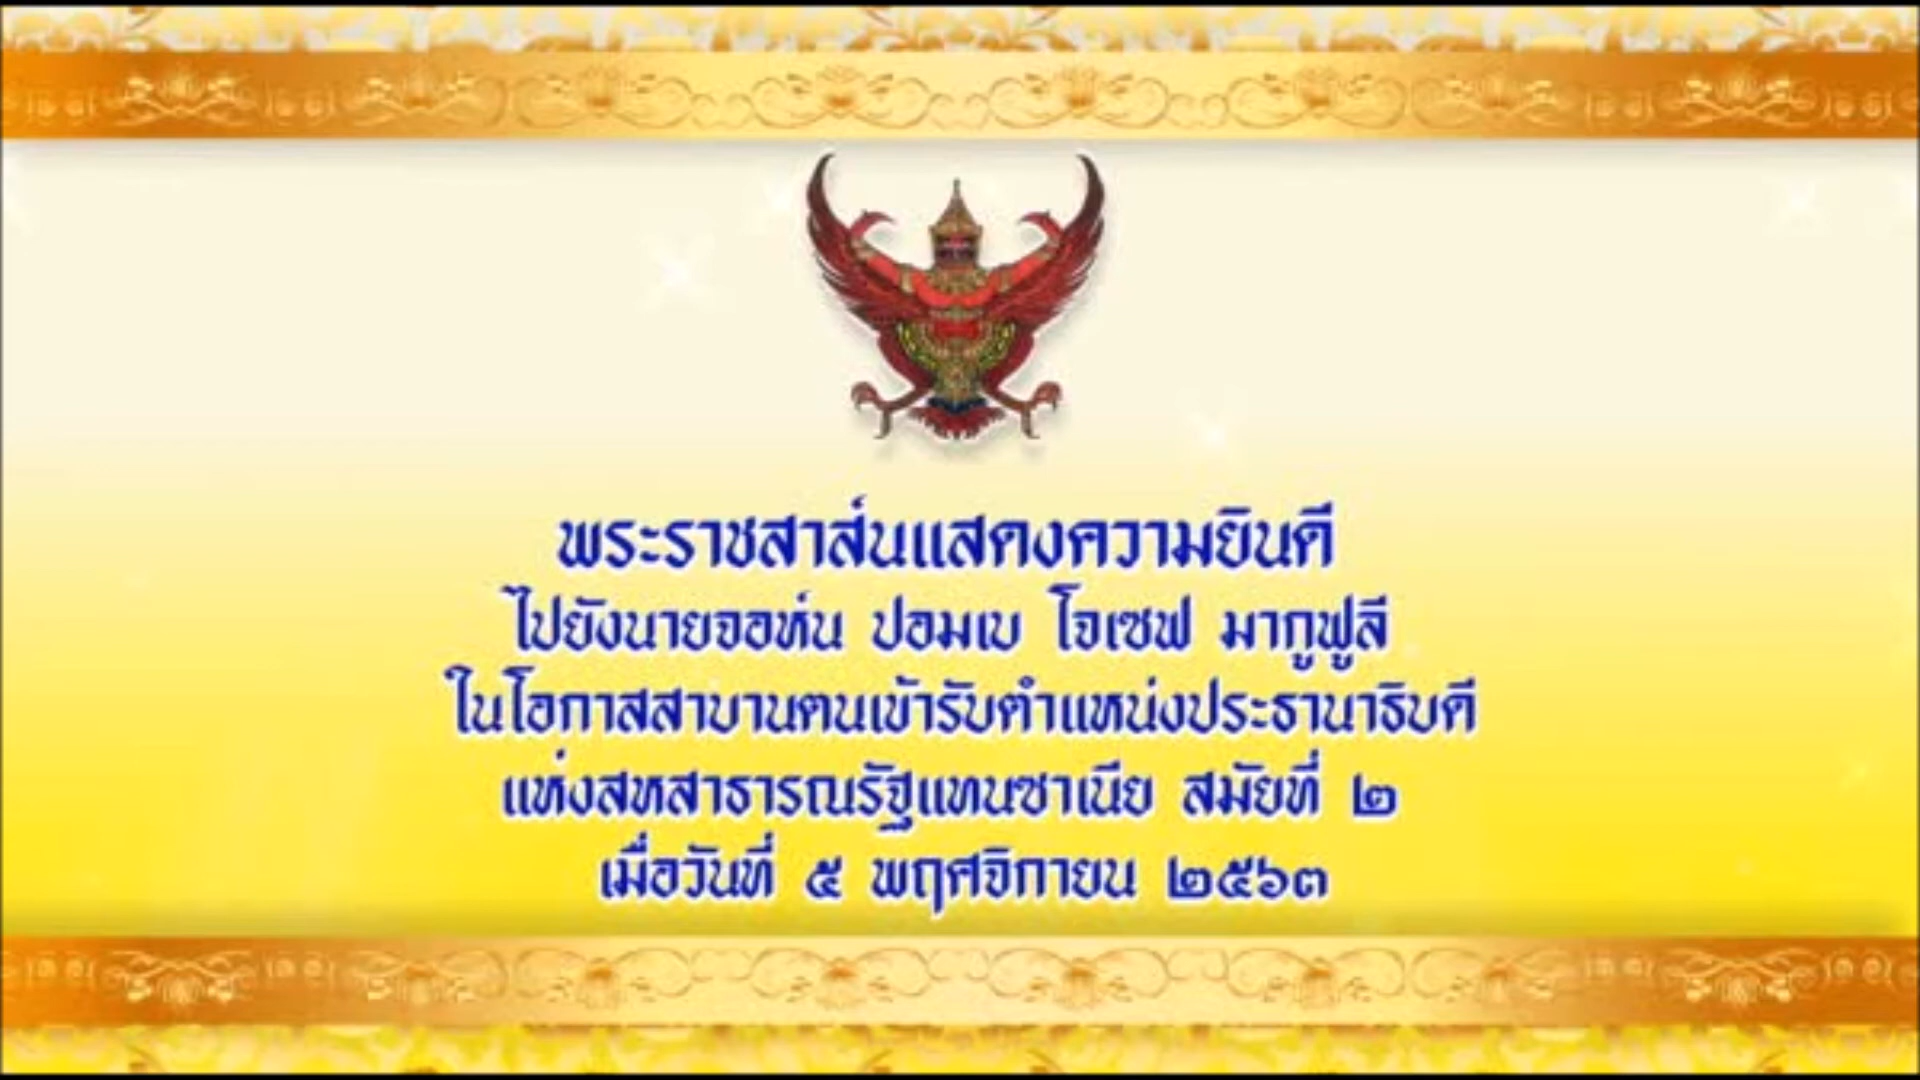 พระราชสาส์นแสดงความยินดี
ไปยังนายจอห์น ปอมเบ โจเซฟ มากูฟูลี
ในโอกาสสาบานตนเข้ารับตำแหน่งประธานาธิบดี
แห่งสหสาธารณรัฐแทนซาเนีย สมัยที่ ๒
เมื่อวันที่ ๕ พฤศจิกายน ๒๕๖๓